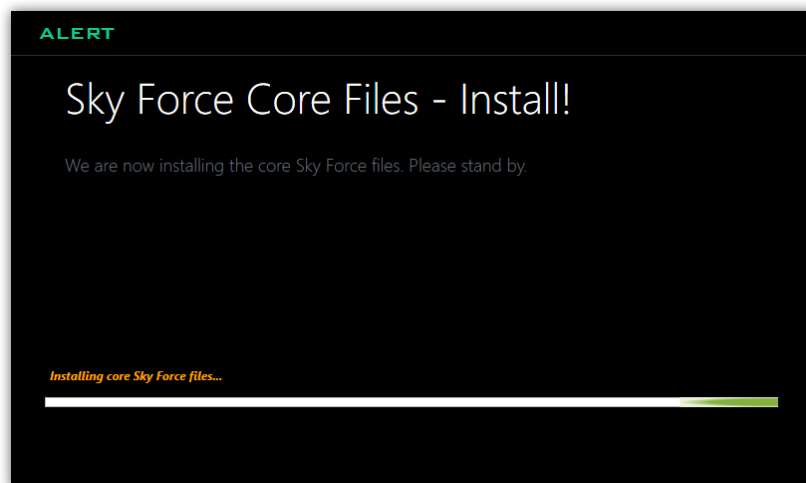 ALERT
Sky Force Core Files - Install!
We are now installing the core Sky Force files. Please stand by.
Installing core Sky Force files...